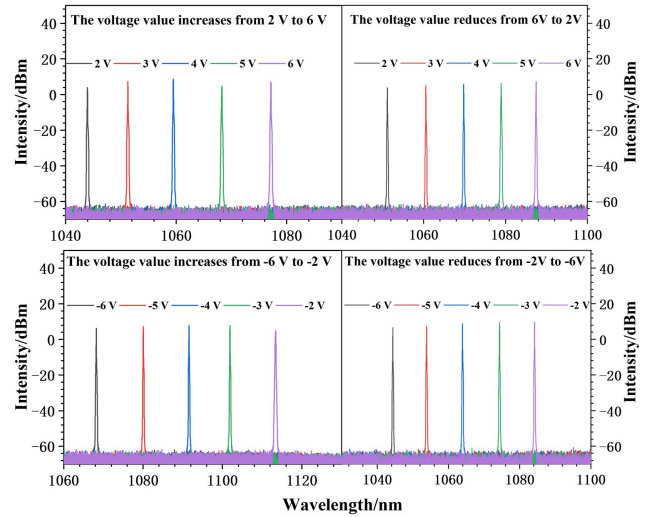 The voltage value increases from 2 V to 6 V
The voltage value reduces from 6V to 2V
2 V 3 V 4 V 5 V 6 V
2 V 3 V 4 V 5 V 6 V
Intensity/dBm
40
20
0
−20
−40
−60
Intensity/dBm
40
20
0
−20
−40
−60
1040 1060 1080
1040 1060 1080 1100
The voltage value increases from -6 V to -2 V
The voltage value reduces from -2V to -6V
-6 V -5 V -4 V -3 V -2 V
-6 V -5 V -4 V -3 V -2 V
Intensity/dBm
40
20
0
−20
−40
−60
Intensity/dBm
40
20
0
−20
−40
−60
1060 1080 1100 1120
1040 1060 1080 1100
Wavelength/nm